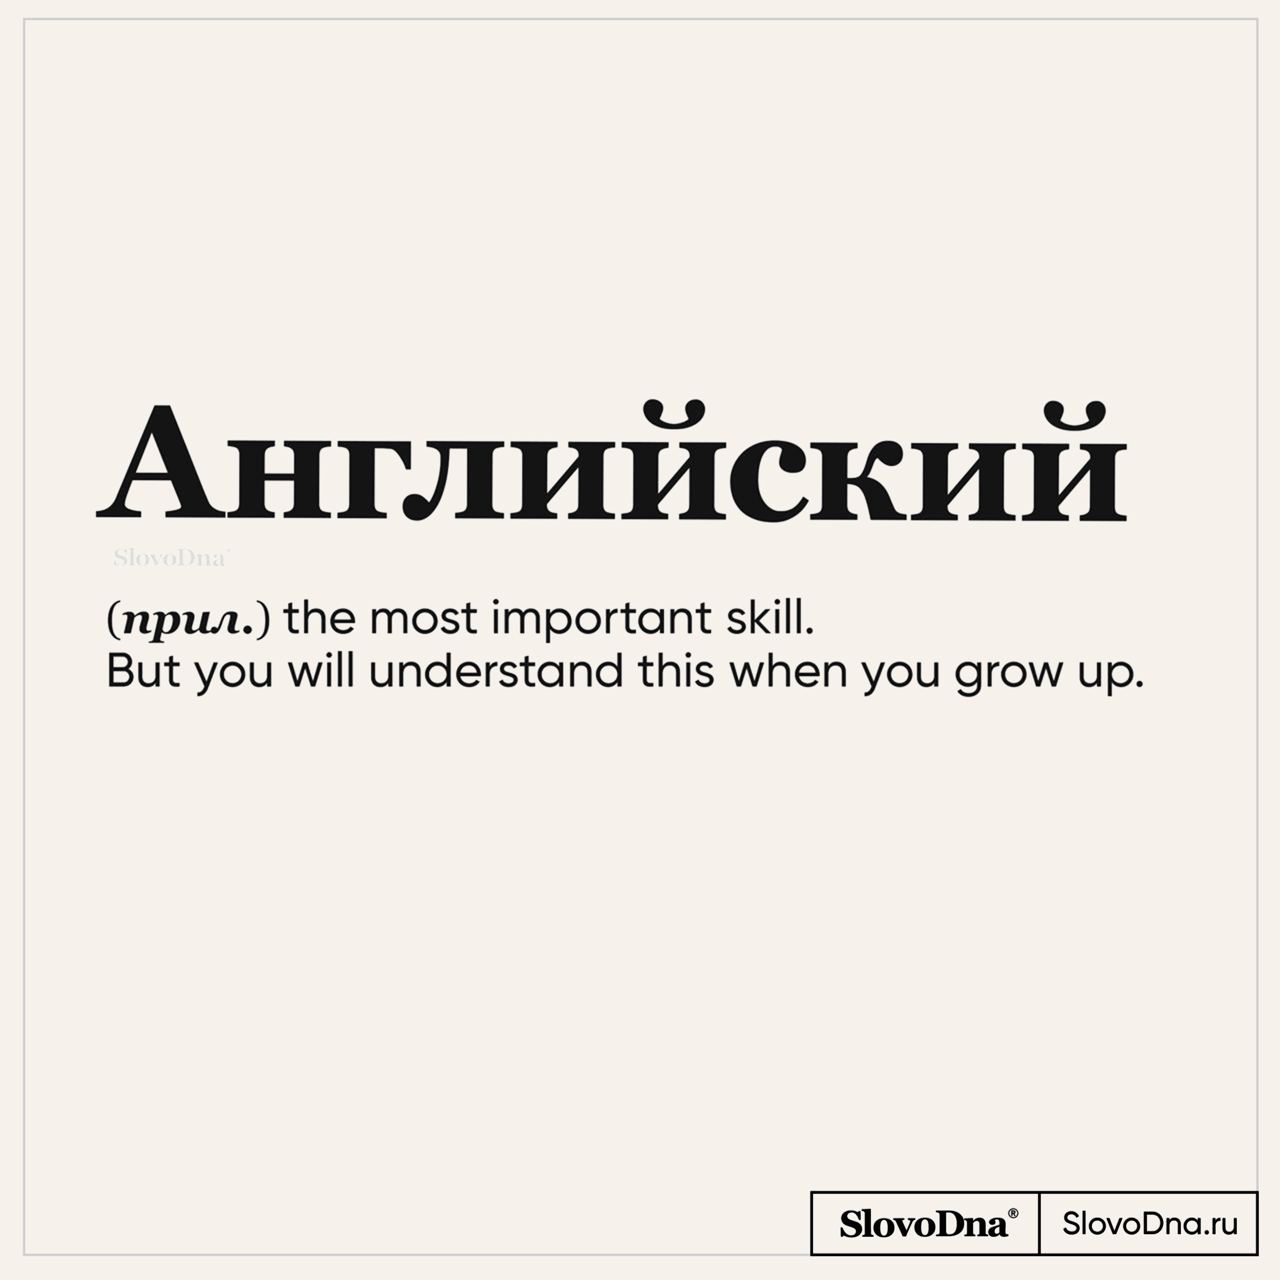 Английский
SlovoDna®
(прил.) the most important skill.
But you will understand this when you grow up.
SlovoDna® SlovoDna.ru